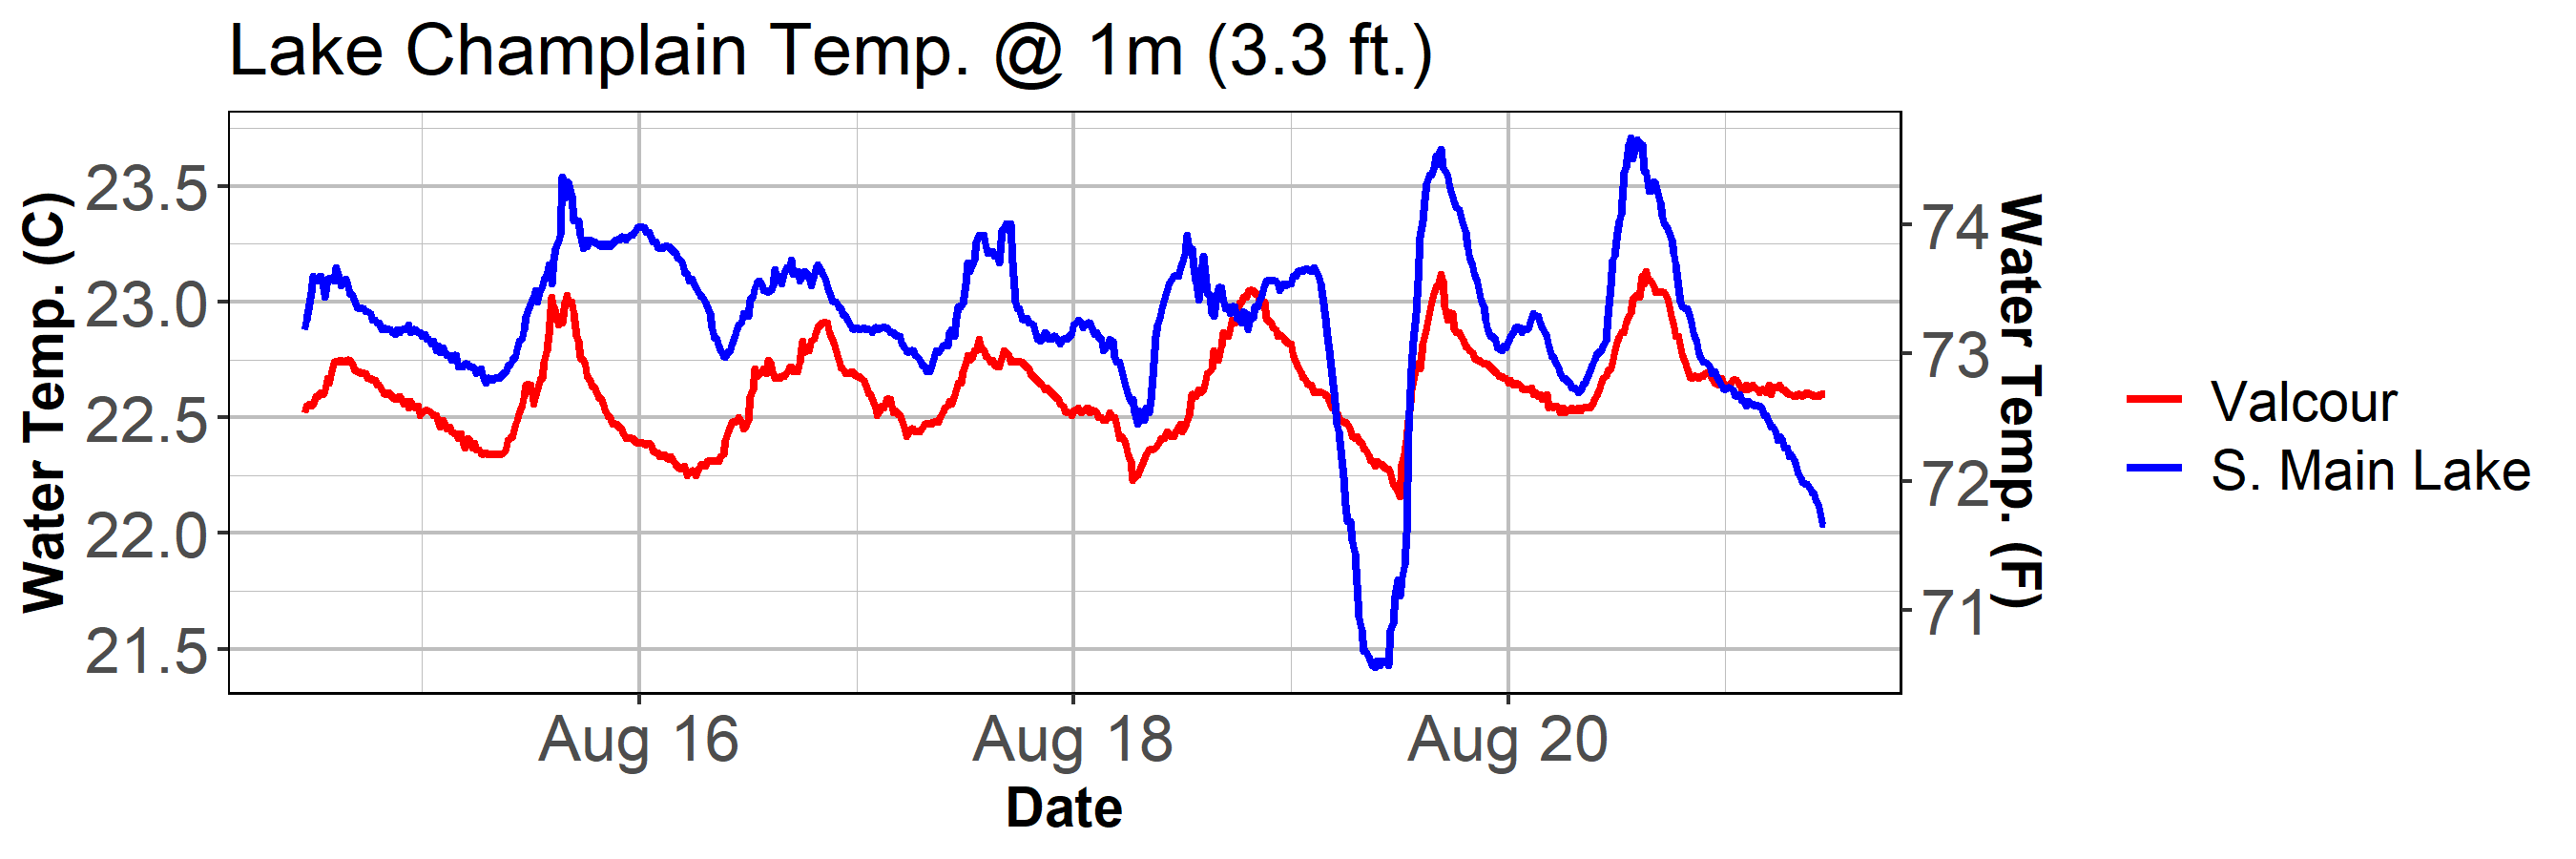 Lake Champlain Temp. @ 1m (3.3 ft.)
Water Temp. (C)
23.5
23.0
22.5
22.0
21.5
74
73
72
71
Water Temp. (F)
Aug 16
Aug 18
Aug 20
Date
Valcour
S. Main Lake